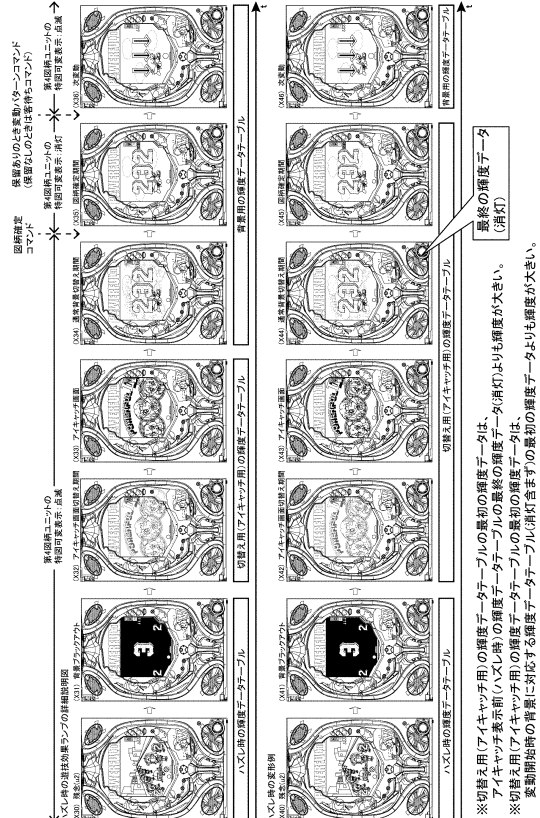 ハズレ時の遊技効果ランプの詳細説明図
図柄確定
コマンド
保留ありのとき変動パターンコマンド
(保留なしのときは客待ちコマンド)
第4図柄ユニットの
特図可変表示:点滅
第4図柄ユニットの
特図可変表示:消灯
第4図柄ユニットの
特図可変表示:点滅
(X30) 残念(u2)
(X31) 背景ブラックアウト
(X32) アイキャッチ画面切替え期間
(X33) アイキャッチ画面
(X34) 通常背景切替え期間
(X35) 図柄確定期間
(X36) 次変動
ハズレ時の輝度データテーブル
切替え用(アイキャッチ用)の輝度データテーブル
背景用の輝度データテーブル
t
ハズレ時の変形例
(X40) 残念(u2)
(X41) 背景ブラックアウト
(X42) アイキャッチ画面切替え期間
(X43) アイキャッチ画面
(X44) 通常背景切替え期間
(X45) 図柄確定期間
(X46) 次変動
ハズレ時の輝度データテーブル
切替え用(アイキャッチ用)の輝度データテーブル
背景用の輝度データテーブル
t
最終の輝度データ
(消灯)
※切替え用(アイキャッチ用)の輝度データテーブルの最初の輝度データは、
アイキャッチ表示前(ハズレ時)の輝度データテーブルの最終の輝度データ(消灯)よりも輝度が大きい。
※切替え用(アイキャッチ用)の輝度データテーブルの最初の輝度データは、
変動開始時の背景に対応する輝度データテーブル(消灯含まず)の最初の輝度データよりも輝度が大きい。